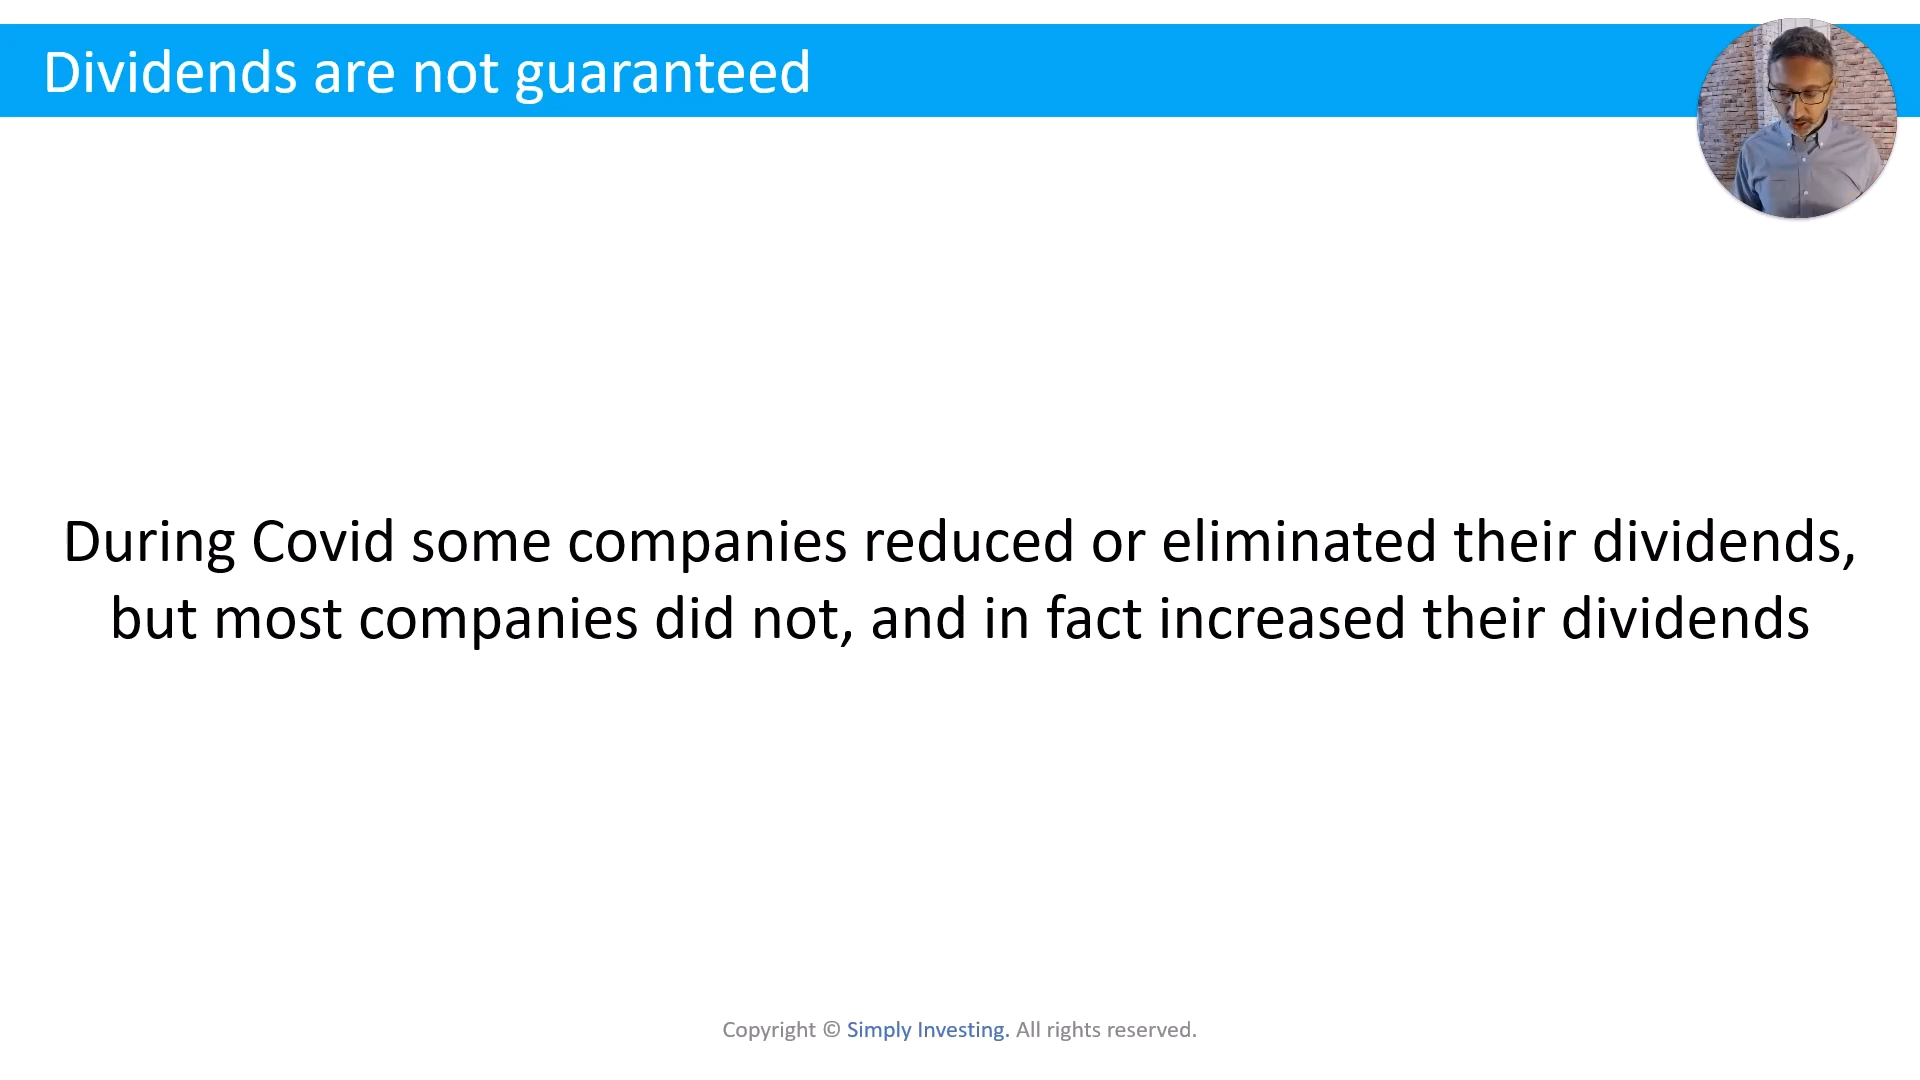 Dividends are not guaranteed
During Covid some companies reduced or eliminated their dividends,
but most companies did not, and in fact increased their dividends
Copyright © Simply Investing. All rights reserved.